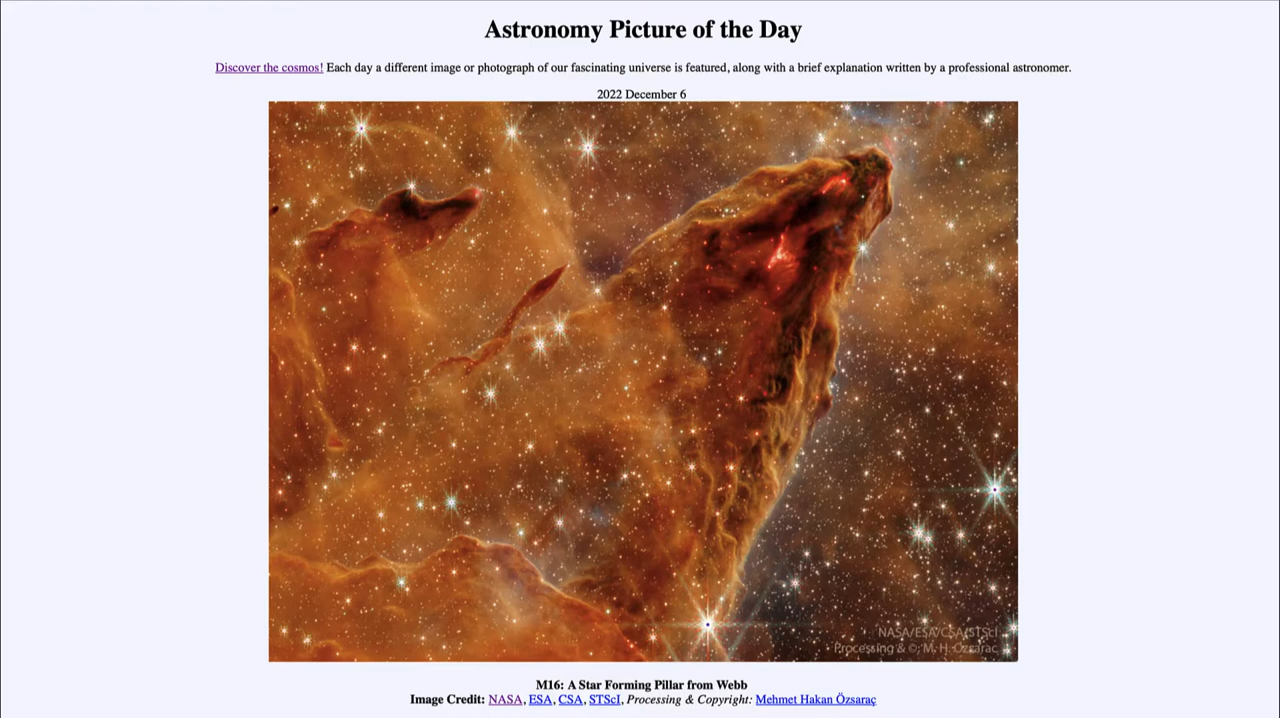 Astronomy Picture of the Day
Discover the cosmos! Each day a different image or photograph of our fascinating universe is featured, along with a brief explanation written by a professional astronomer.
2022 December 6
NASA/ESA/CSA/STScI
Processing & ©: M. H. Özsaraç
M16: A Star Forming Pillar from Webb
Image Credit: NASA, ESA, CSA, STScI, Processing & Copyright: Mehmet Hakan Özsaraç